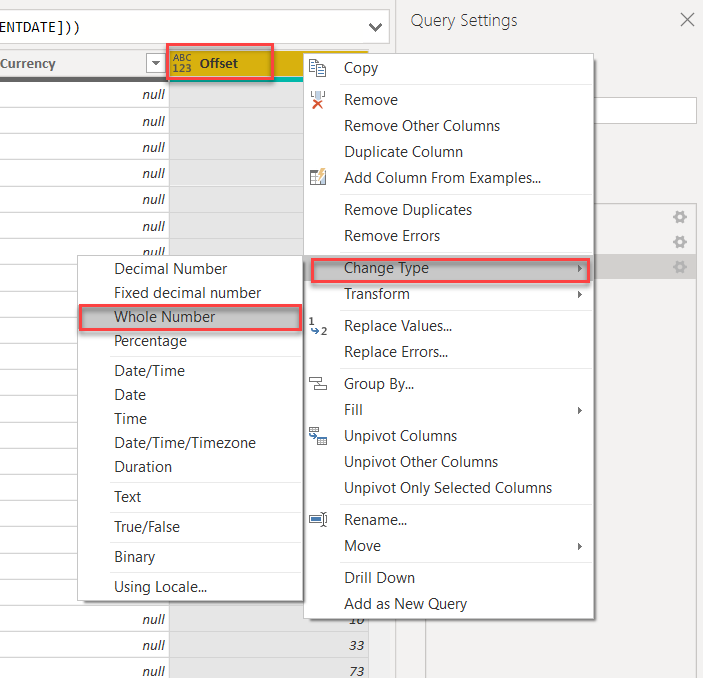 ENTDATE]))
Query Settings
Currency
ABC
123
Offset
null
null
null
null
null
null
null
Copy
Remove
Remove Other Columns
Duplicate Column
Add Column From Examples...
Remove Duplicates
Remove Errors
Change Type
Transform
1
2
Replace Values...
Replace Errors...
Group By...
Fill
Unpivot Columns
Unpivot Other Columns
Unpivot Only Selected Columns
Rename...
Move
Drill Down
Add as New Query
Decimal Number
Fixed decimal number
Whole Number
Percentage
Date/Time
Date
Time
Date/Time/Timezone
Duration
Text
True/False
Binary
Using Locale...
null 10
null 33
null 73